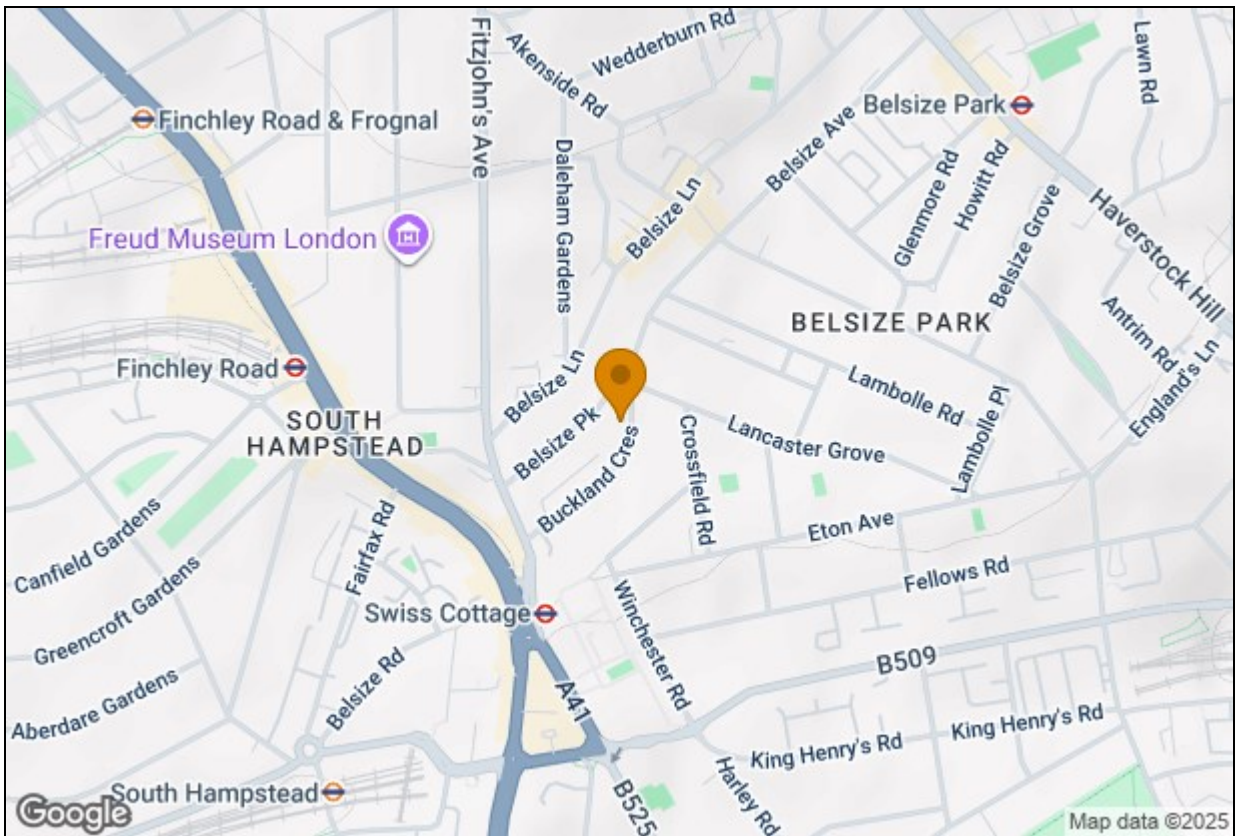 Fitzjohn's Ave
Akenside Rd
Wedderburn Rd
Lawn Rd
Finchley Road & Frognal
Belsize Park
Daleham Gardens
Belsize Ave
Belsize Ln
Glenmore Rd
Howitt Rd
Belsize Grove
Haverstock Hill
Freud Museum London
BELSIZE PARK
Antrim Rd
England's Ln
Finchley Road
Belsize Ln
Lambolle Rd
Lambolle Pl
SOUTH
HAMPSTEAD
Belsize Pk
Buckland Cres
Crossfield Rd
Lancaster Grove
Canfield Gardens
Fairfax Rd
Eton Ave
Greencroft Gardens
Fellows Rd
Swiss Cottage
Winchester Rd
Aberdare Gardens
Belsize Rd
A41
B509
King Henry's Rd
King Henry's Rd
Harley Rd
South Hampstead
B525
Google
Map data ©2025